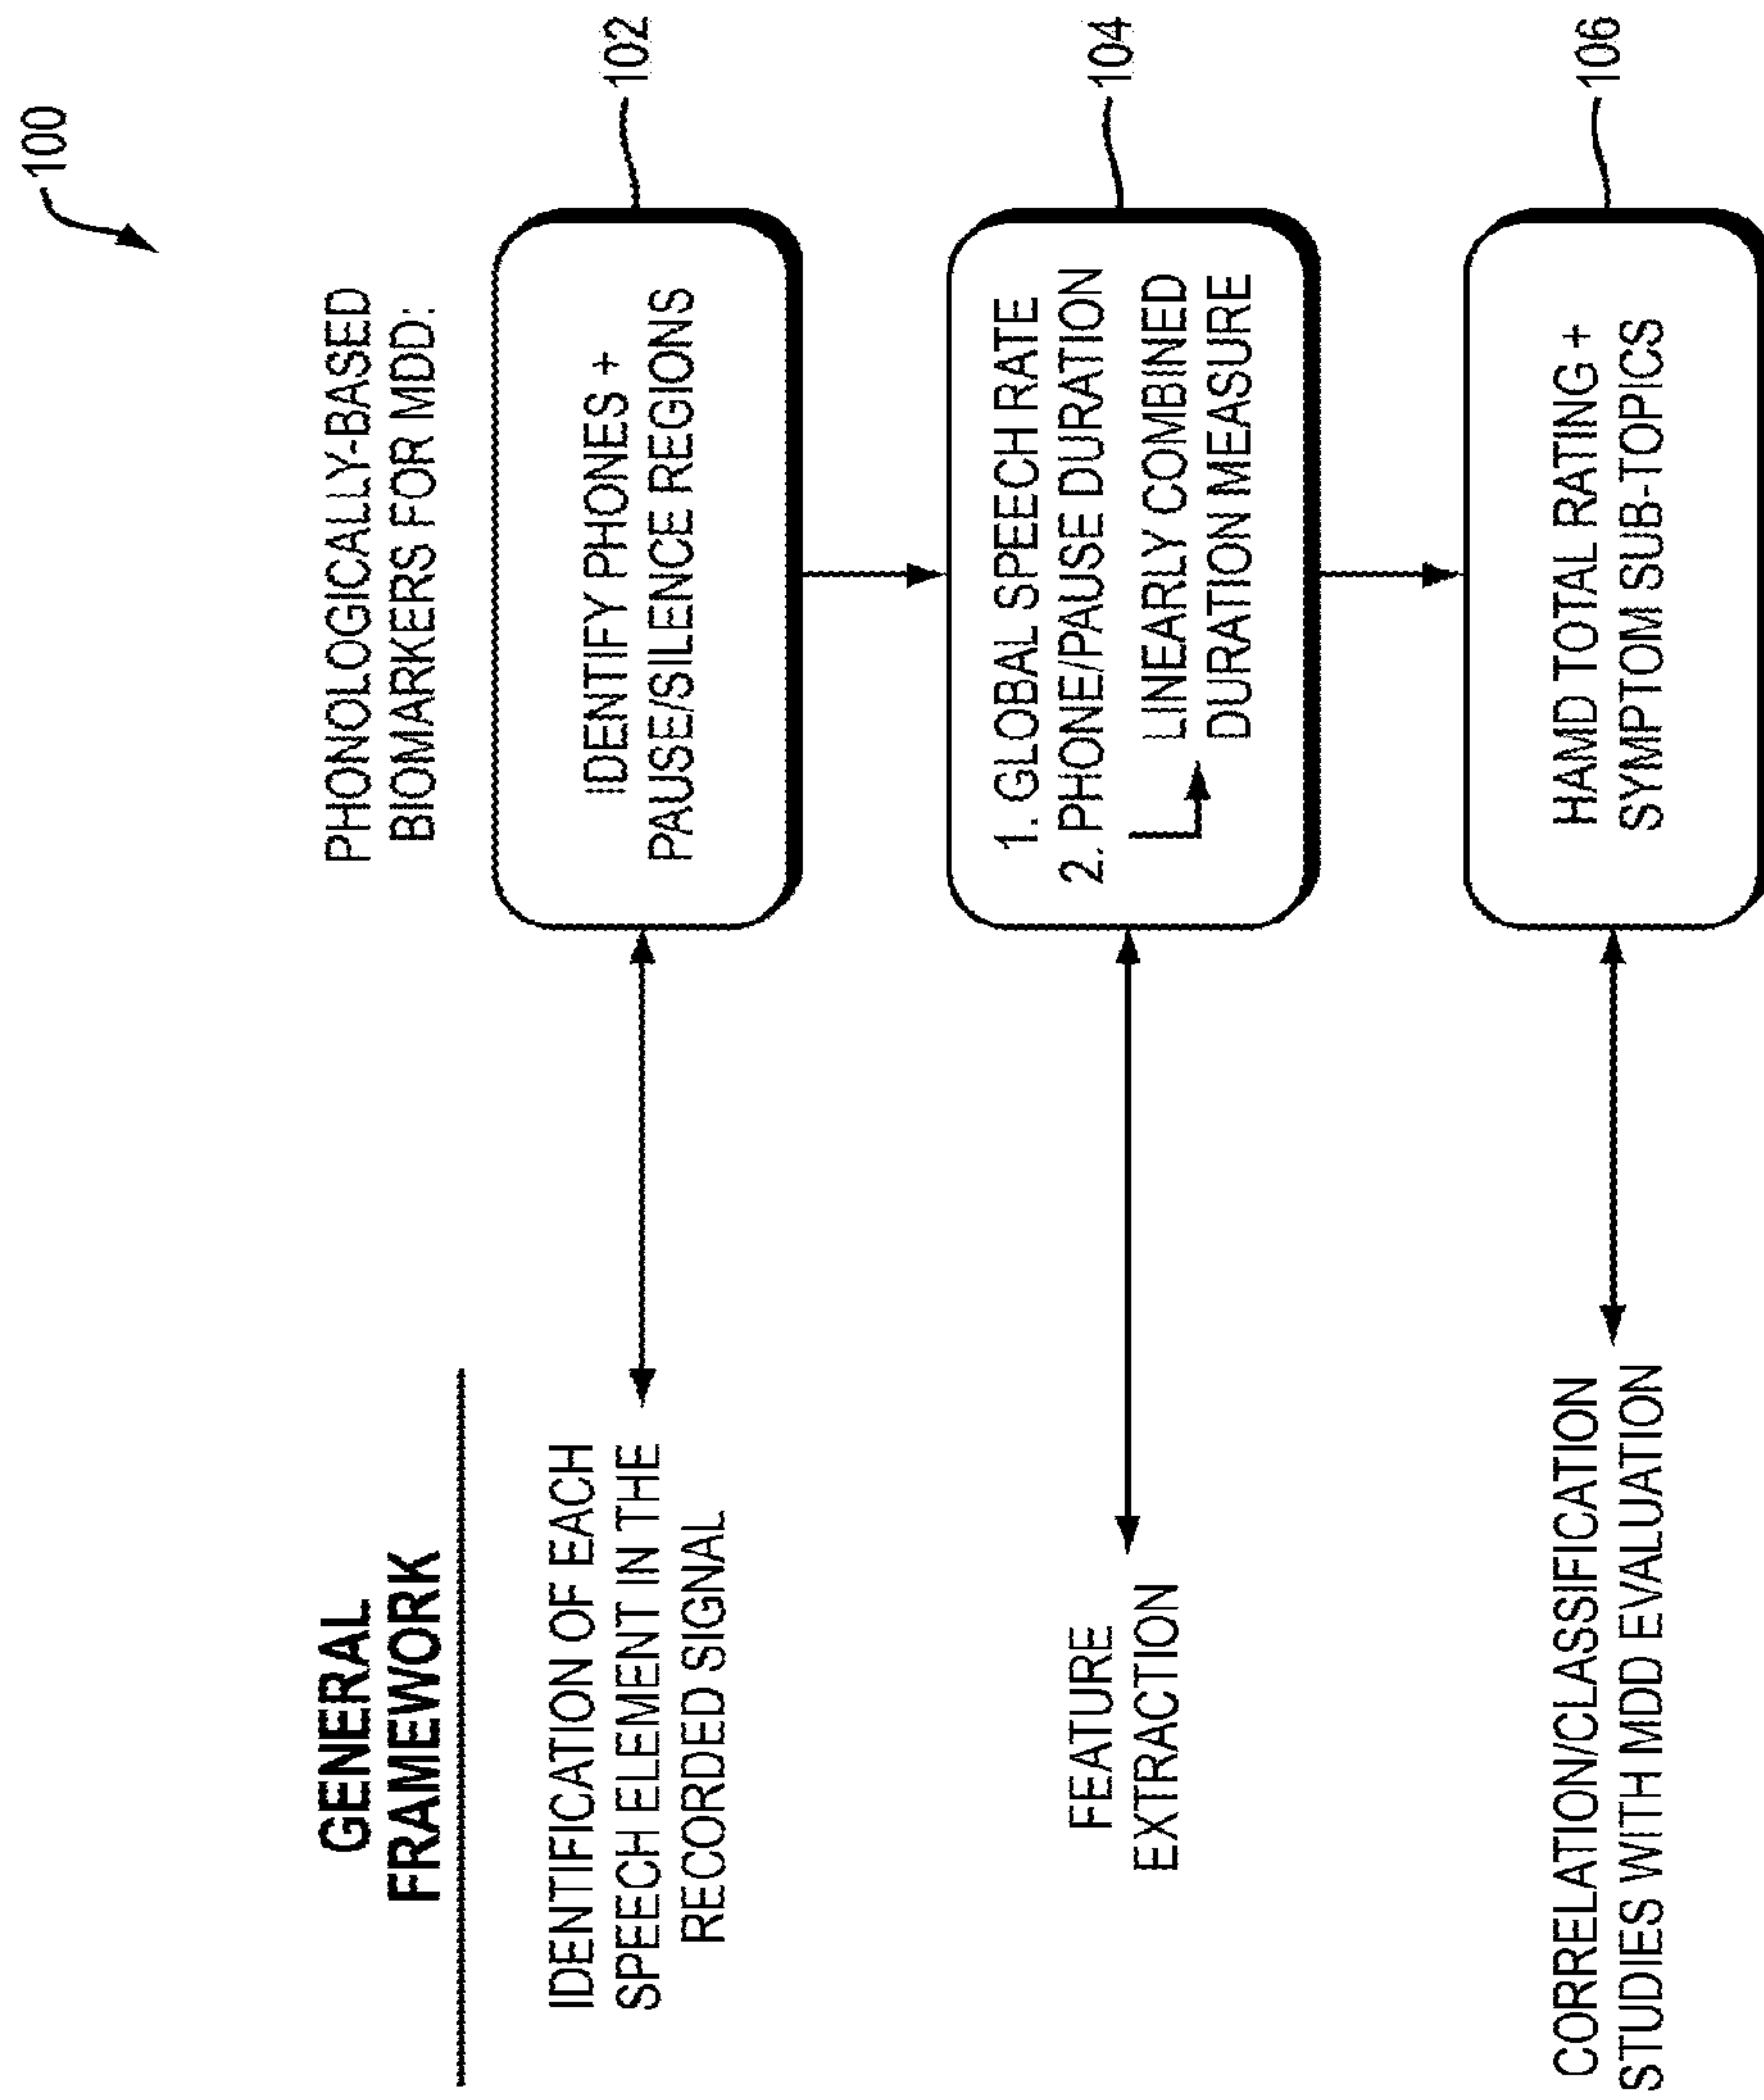 100
GENERAL
FRAMEWORK
PHONOLOGICALLY-BASED
BIOMARKERS FOR MDD:
IDENTIFICATION OF EACH
SPEECH ELEMENT IN THE
RECORDED SIGNAL
IDENTIFY PHONES +
PAUSE/SILENCE REGIONS
102
FEATURE
EXTRACTION
1. GLOBAL SPEECH RATE
2. PHONE/PAUSE DURATION
LINEARLY COMBINED
DURATION MEASURE
104
CORRELATION/CLASSIFICATION
STUDIES WITH MDD EVALUATION
HAMD TOTAL RATING +
SYMPTOM SUB-TOPICS
106